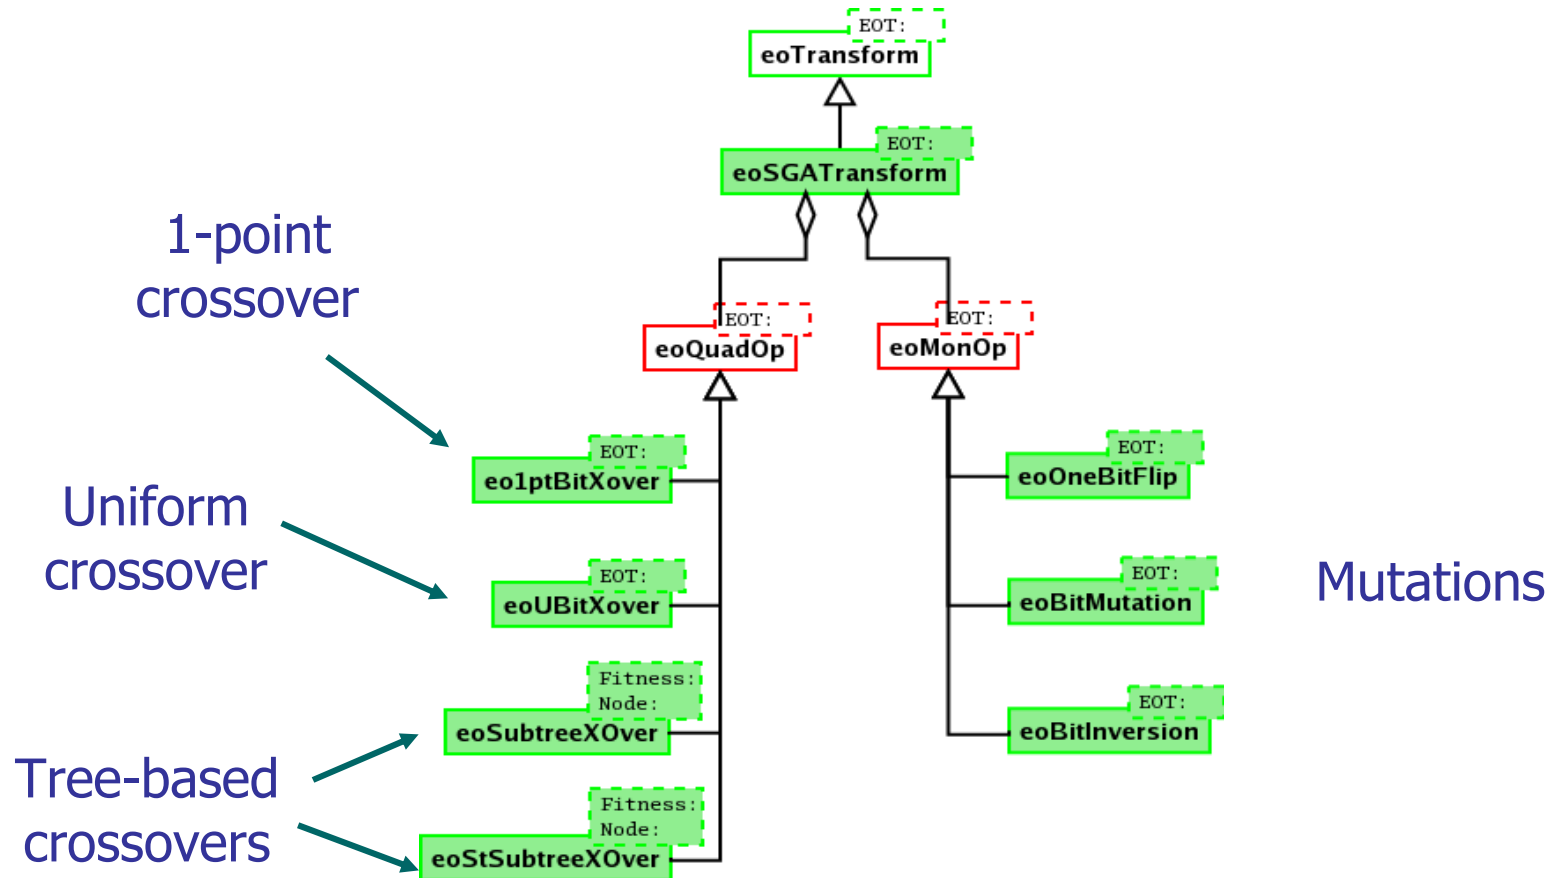 EOT:
eoTransform
EOT:
eoSGATransform
1-point
crossover
EOT:
eoQuadOp
EOT:
eoMonOp
EOT:
eo1ptBitXover
EOT:
eoOneBitFlip
Uniform
crossover
EOT:
eoUBitXover
EOT:
eoBitMutation
Mutations
Fitness:
Node:
eoSubtreeXOver
EOT:
eoBitInversion
Tree-based
crossovers
Fitness:
Node:
eoStSubtreeXOver